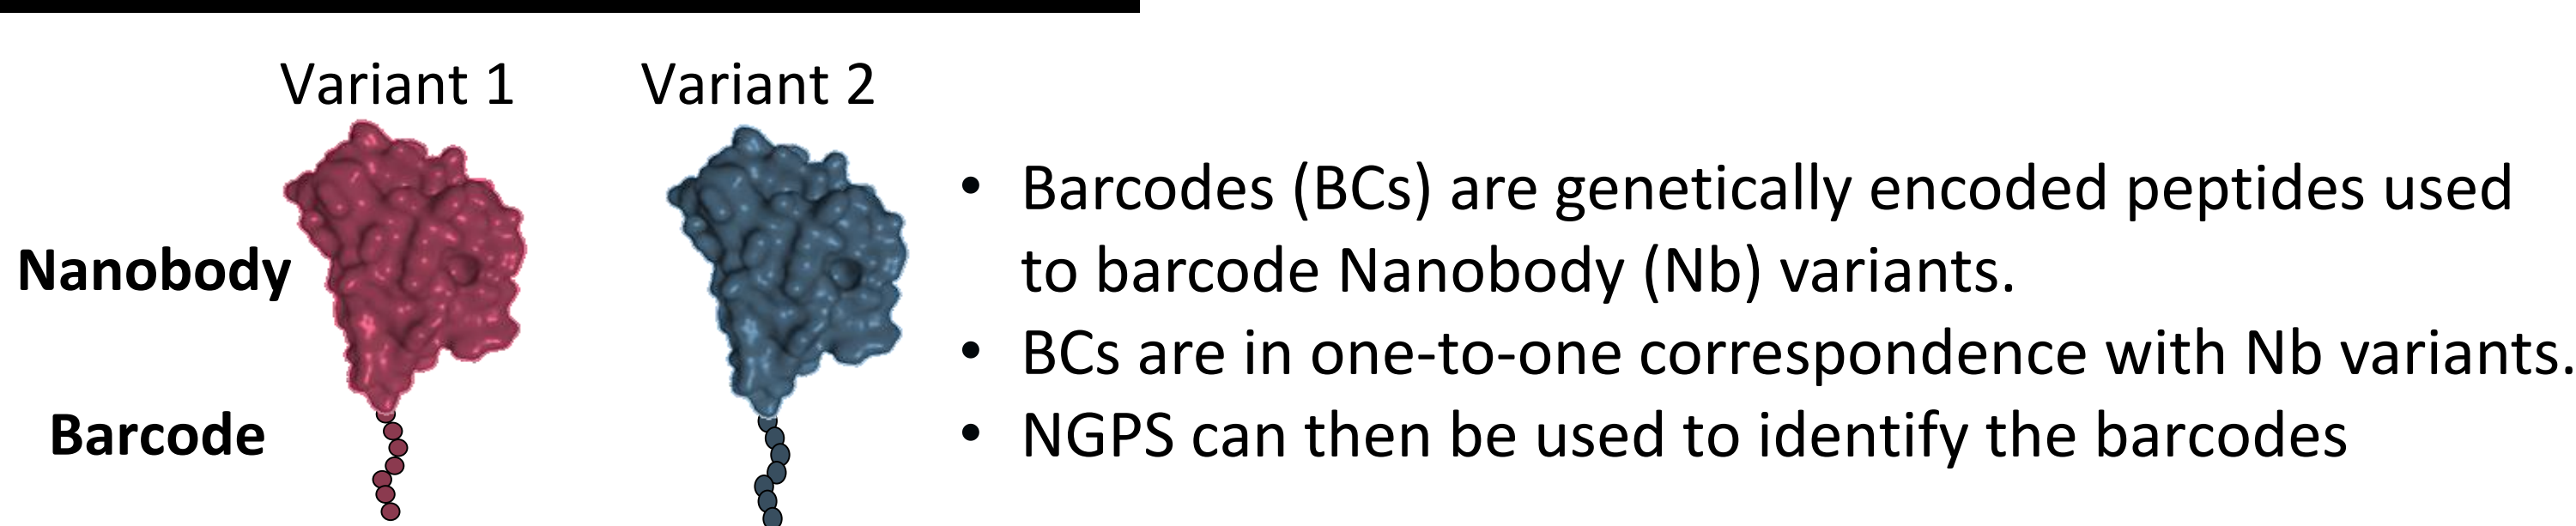 Variant 1
Variant 2
Nanobody
Barcode
• Barcodes (BCs) are genetically encoded peptides used
to barcode Nanobody (Nb) variants.
• BCs are in one-to-one correspondence with Nb variants.
• NGPS can then be used to identify the barcodes